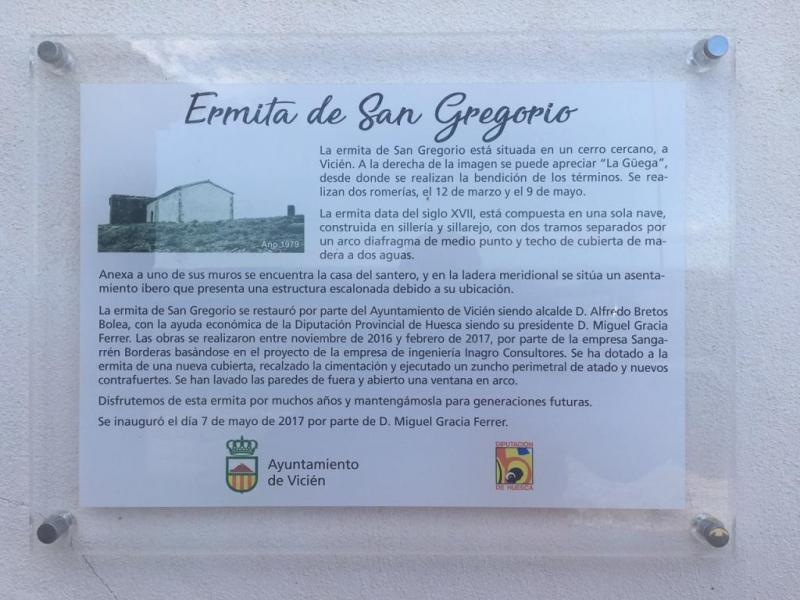 Ermita de San Gregorio
La ermita de San Gregorio está situada en un cerro cercano, a
Vicién. A la derecha de la imagen se puede apreciar “La Güega”,
desde donde se realizan la bendición de los términos. Se rea-
lizan dos romerías, el 12 de marzo y el 9 de mayo.
La ermita data del siglo XVII, está compuesta en una sola nave,
construida en sillería y sillarejo, con dos tramos separados por
un arco diafragma de medio punto y techo de cubierta de ma-
dera a dos aguas.
Año 1979
Anexa a uno de sus muros se encuentra la casa del santero, y en la ladera meridional se sitúa un asenta-
miento ibero que presenta una estructura escalonada debido a su ubicación.
La ermita de San Gregorio se restauró por parte del Ayuntamiento de Vicién siendo alcalde D. Alfredo Bretos
Bolea, con la ayuda económica de la Diputación Provincial de Huesca siendo su presidente D. Miguel Gracia
Ferrer. Las obras se realizaron entre noviembre de 2016 y febrero de 2017, por parte de la empresa Sanga-
rrén Borderas basándose en el proyecto de la empresa de ingeniería Inagro Consultores. Se ha dotado a la
ermita de una nueva cubierta, recalzado la cimentación y ejecutado un zuncho perimetral de atado y nuevos
contrafuertes. Se han lavado las paredes de fuera y abierto una ventana en arco.
Disfrutemos de esta ermita por muchos años y mantengámosla para generaciones futuras.
Se inauguró el día 7 de mayo de 2017 por parte de D. Miguel Gracia Ferrer.
Ayuntamiento
de Vicién
DIPUTACIÓN
DE HUESCA